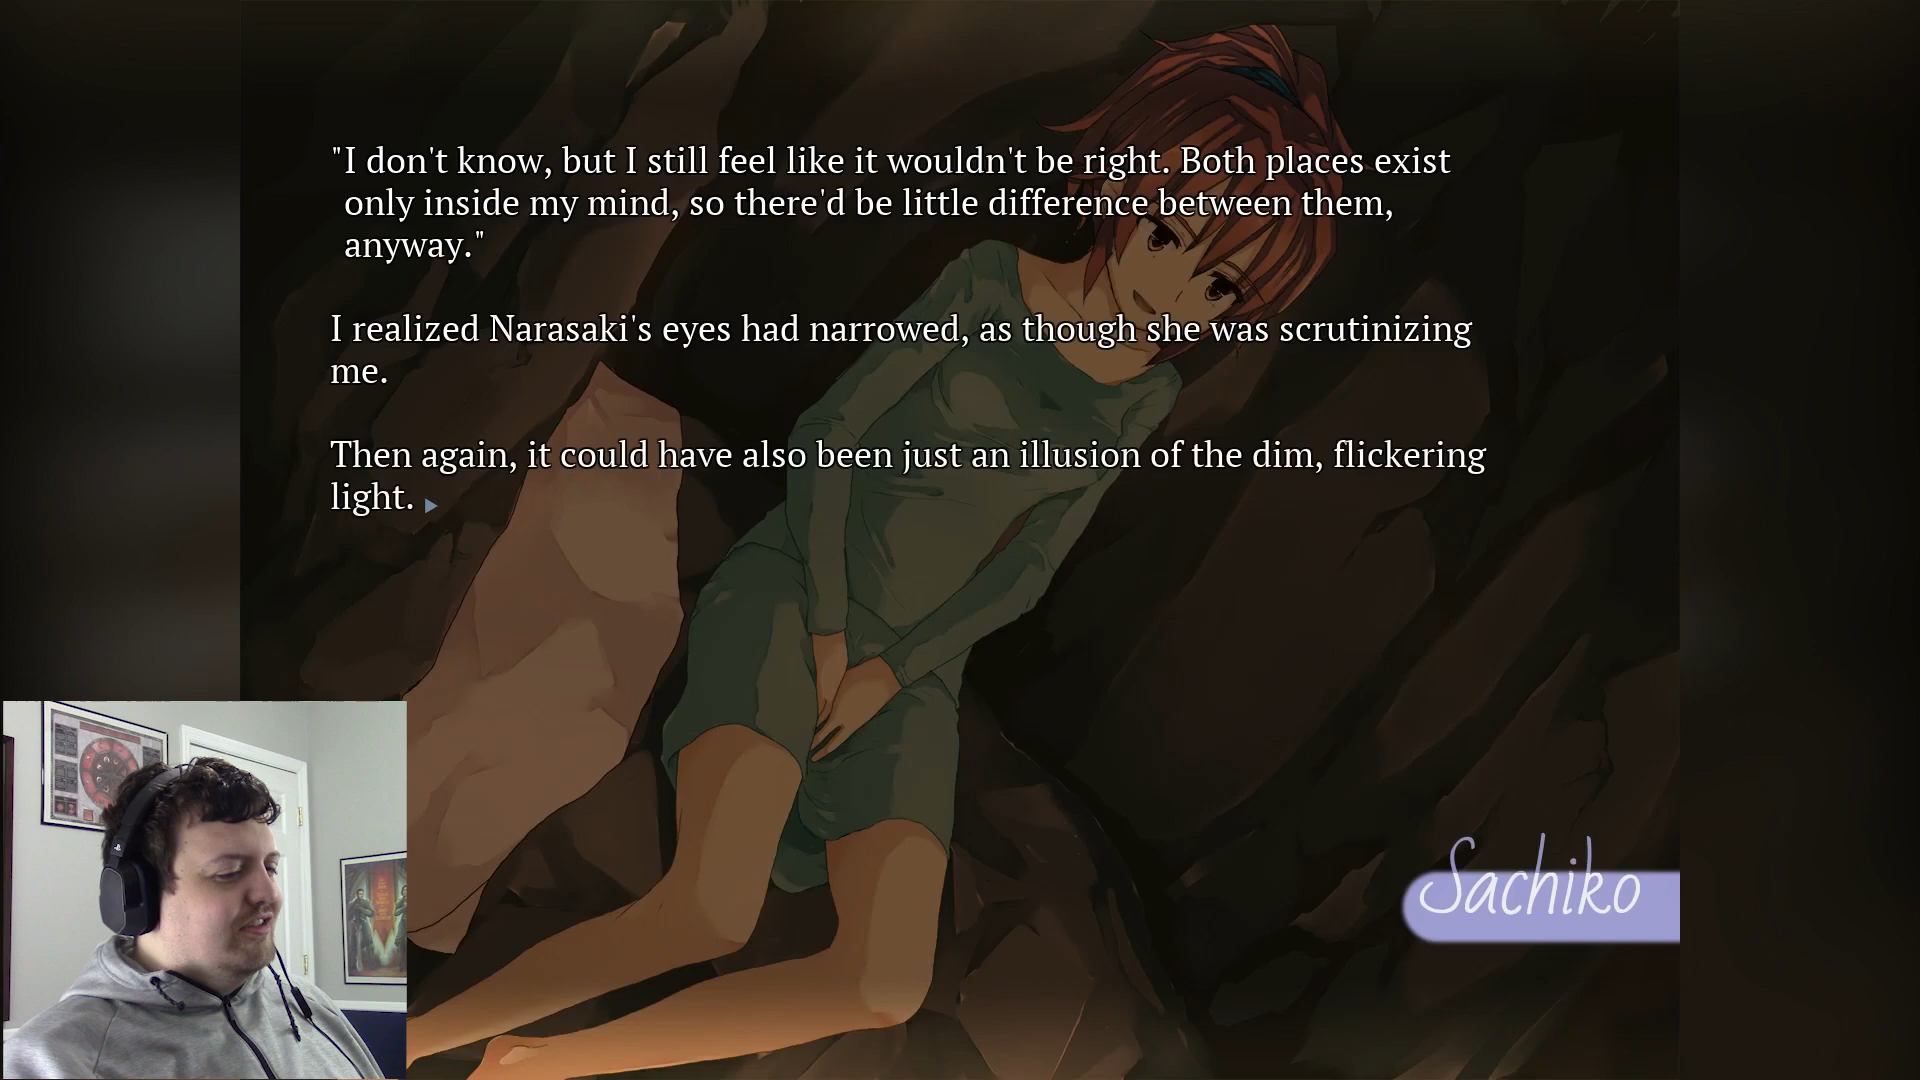 "I don't know, but I still feel like it wouldn't be right. Both places exist
only inside my mind, so there'd be little difference between them,
anyway."
I realized Narasaki's eyes had narrowed, as though she was scrutinizing
me.
Then again, it could have also been just an illusion of the dim, flickering
light.
Sachiko